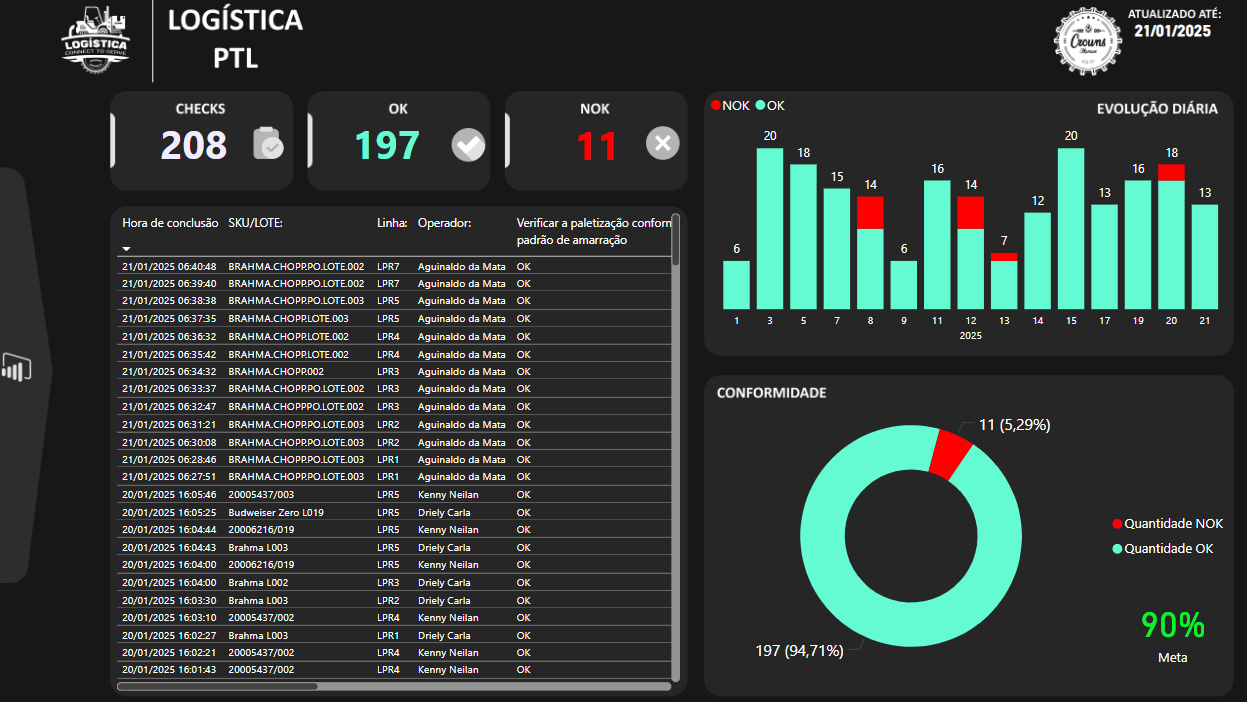 LOGÍSTICA
CONNECT TO SERVE
LOGÍSTICA
PTL
Crowns
Manaus
ATUALIZADO ATÉ:
21/01/2025
CHECKS
208
OK
197
NOK
11
Hora de conclusão SKU/LOTE: Linha: Operador: Verificar a paletização conform
padrão de amarração
21/01/2025 06:40:48 BRAHMA.CHOPP.PO.LOTE.002 LPR7 Aguinaldo da Mata OK
21/01/2025 06:39:40 BRAHMA.CHOPP.PO.LOTE.002 LPR7 Aguinaldo da Mata OK
21/01/2025 06:38:38 BRAHMA.CHOPP.PO.LOTE.003 LPR5 Aguinaldo da Mata OK
21/01/2025 06:37:35 BRAHMA.CHOPP.LOTE.003 LPR5 Aguinaldo da Mata OK
21/01/2025 06:36:32 BRAHMA.CHOPP.LOTE.002 LPR4 Aguinaldo da Mata OK
21/01/2025 06:35:42 BRAHMA.CHOPP.LOTE.002 LPR4 Aguinaldo da Mata OK
21/01/2025 06:34:32 BRAHMA.CHOPP.002 LPR3 Aguinaldo da Mata OK
21/01/2025 06:33:37 BRAHMA.CHOPP.PO.LOTE.002 LPR3 Aguinaldo da Mata OK
21/01/2025 06:32:47 BRAHMA.CHOPPPO.LOTE.002 LPR3 Aguinaldo da Mata OK
21/01/2025 06:31:21 BRAHMA.CHOPP.PO.LOTE.003 LPR2 Aguinaldo da Mata OK
21/01/2025 06:30:08 BRAHMA.CHOPP.PO.LOTE.003 LPR2 Aguinaldo da Mata OK
21/01/2025 06:28:46 BRAHMA.CHOPP.PO.LOTE.003 LPR1 Aguinaldo da Mata OK
21/01/2025 06:27:51 BRAHMA.CHOPP.PO.LOTE.003 LPR1 Aguinaldo da Mata OK
20/01/2025 16:05:46 20005437/003 LPR5 Kenny Neilan OK
20/01/2025 16:05:25 Budweiser Zero L019 LPR5 Driely Carla OK
20/01/2025 16:04:44 20006216/019 LPR5 Kenny Neilan OK
20/01/2025 16:04:43 Brahma L003 LPR5 Driely Carla OK
20/01/2025 16:04:00 20006216/019 LPR5 Kenny Neilan OK
20/01/2025 16:04:00 Brahma L002 LPR3 Driely Carla OK
20/01/2025 16:03:30 Brahma L003 LPR2 Driely Carla OK
20/01/2025 16:03:10 20005437/002 LPR4 Kenny Neilan OK
20/01/2025 16:02:27 Brahma L003 LPR1 Driely Carla OK
20/01/2025 16:02:21 20005437/002 LPR4 Kenny Neilan OK
20/01/2025 16:01:43 20005437/002 LPR4 Kenny Neilan OK
NOK OK
EVOLUÇÃO DIÁRIA
6 20 18 15 14 6 16 14 7 12 20 13 16 18 13
1 3 5 7 8 9 11 12 13 14 15 17 19 20 21
2025
CONFORMIDADE
11 (5,29%)
197 (94,71%)
Quantidade NOK
Quantidade OK
90%
Meta